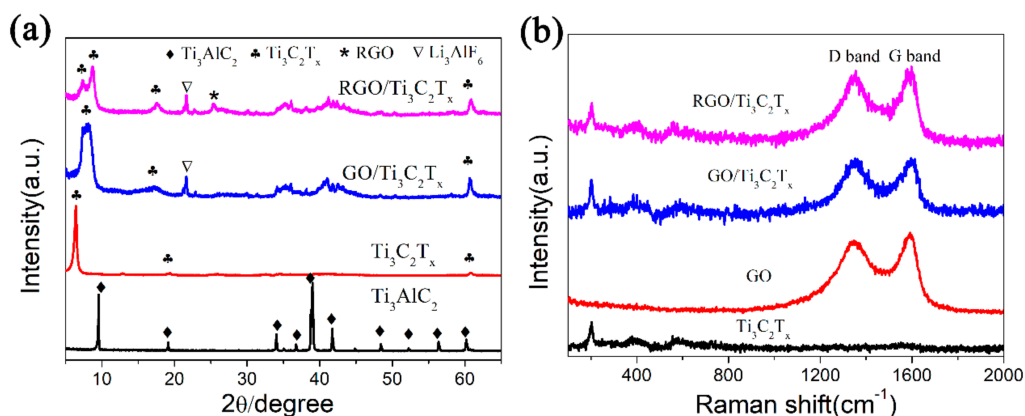 (a)
♦ Ti₃AlC₂ ♣ Ti₃C₂Tₓ * RGO ▽ Li₃AlF₆
RGO/Ti₃C₂Tₓ
GO/Ti₃C₂Tₓ
Ti₃C₂Tₓ
Ti₃AlC₂
Intensity(a.u.)
10 20 30 40 50 60
2θ/degree
(b)
D band G band
RGO/Ti₃C₂Tₓ
GO/Ti₃C₂Tₓ
GO
Ti₃C₂Tₓ
Intensity(a.u.)
400 800 1200 1600 2000
Raman shift(cm⁻¹)